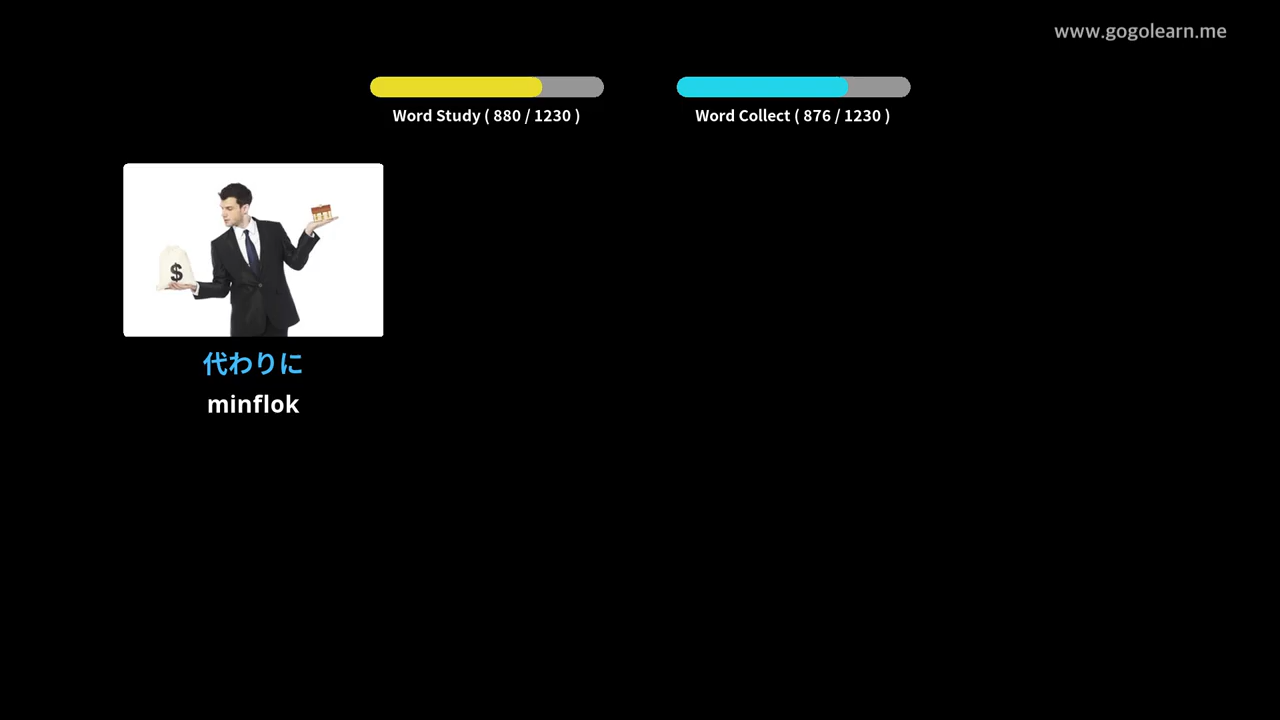 www.gogolearn.me
Word Study ( 880 / 1230 )
Word Collect ( 876 / 1230 )
$
代わりに
minflok